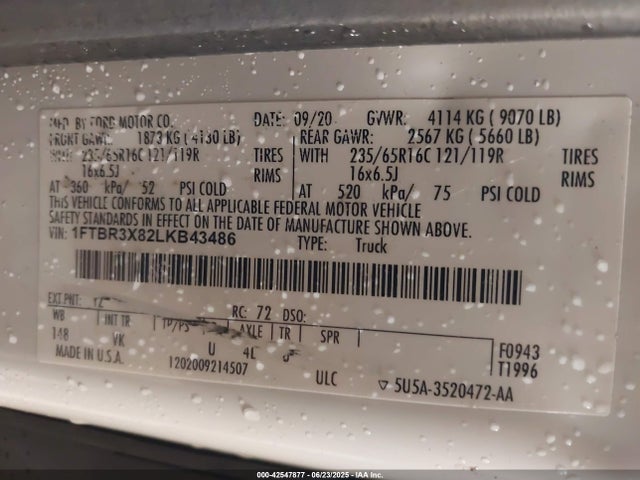 MFD. BY FORD MOTOR CO. DATE: 09/20 GVWR: 4114 KG ( 9070 LB)
FRONT GAWR: 1873 KG ( 4130 LB) REAR GAWR: 2567 KG ( 5660 LB)
WITH 235/65R16C 121/119R TIRES WITH 235/65R16C 121/119R TIRES
16x6.5J RIMS 16x6.5J RIMS
AT 360 kPa/ 52 PSI COLD AT 520 kPa/ 75 PSI COLD
THIS VEHICLE CONFORMS TO ALL APPLICABLE FEDERAL MOTOR VEHICLE
SAFETY STANDARDS IN EFFECT ON THE DATE OF MANUFACTURE SHOWN ABOVE.
VIN: 1FTBR3X82LKB43486 TYPE: Truck
EXT PNT: YZ RC: 72 DSO:
WB INT TR TP/PS AXLE TR SPR
148 VK U 4L F0943
MADE IN U.S.A. 1202009214507 ULC T1996
5U5A-3520472-AA
000-42547877 - 06/23/2025 - IAA Inc.